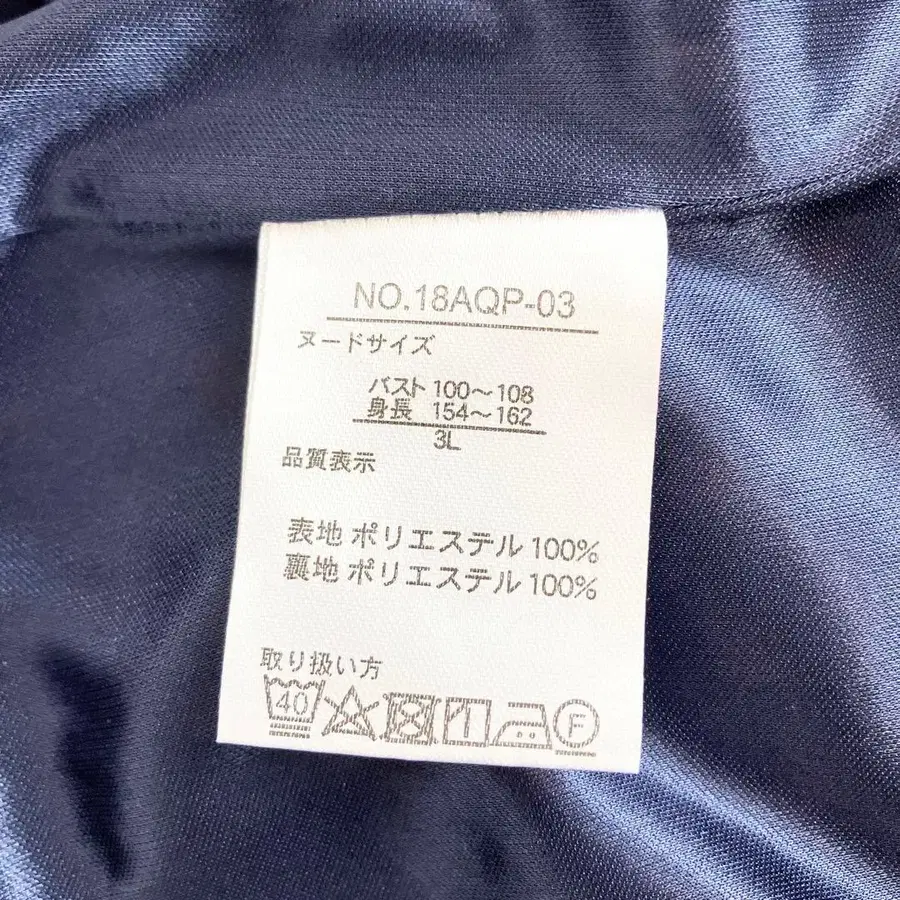 NO.18AQP-03
ヌードサイズ
バスト 100～108
身長 154～162
3L
品質表示
表地 ポリエステル 100%
裏地 ポリエステル 100%
取り扱い方
40 F